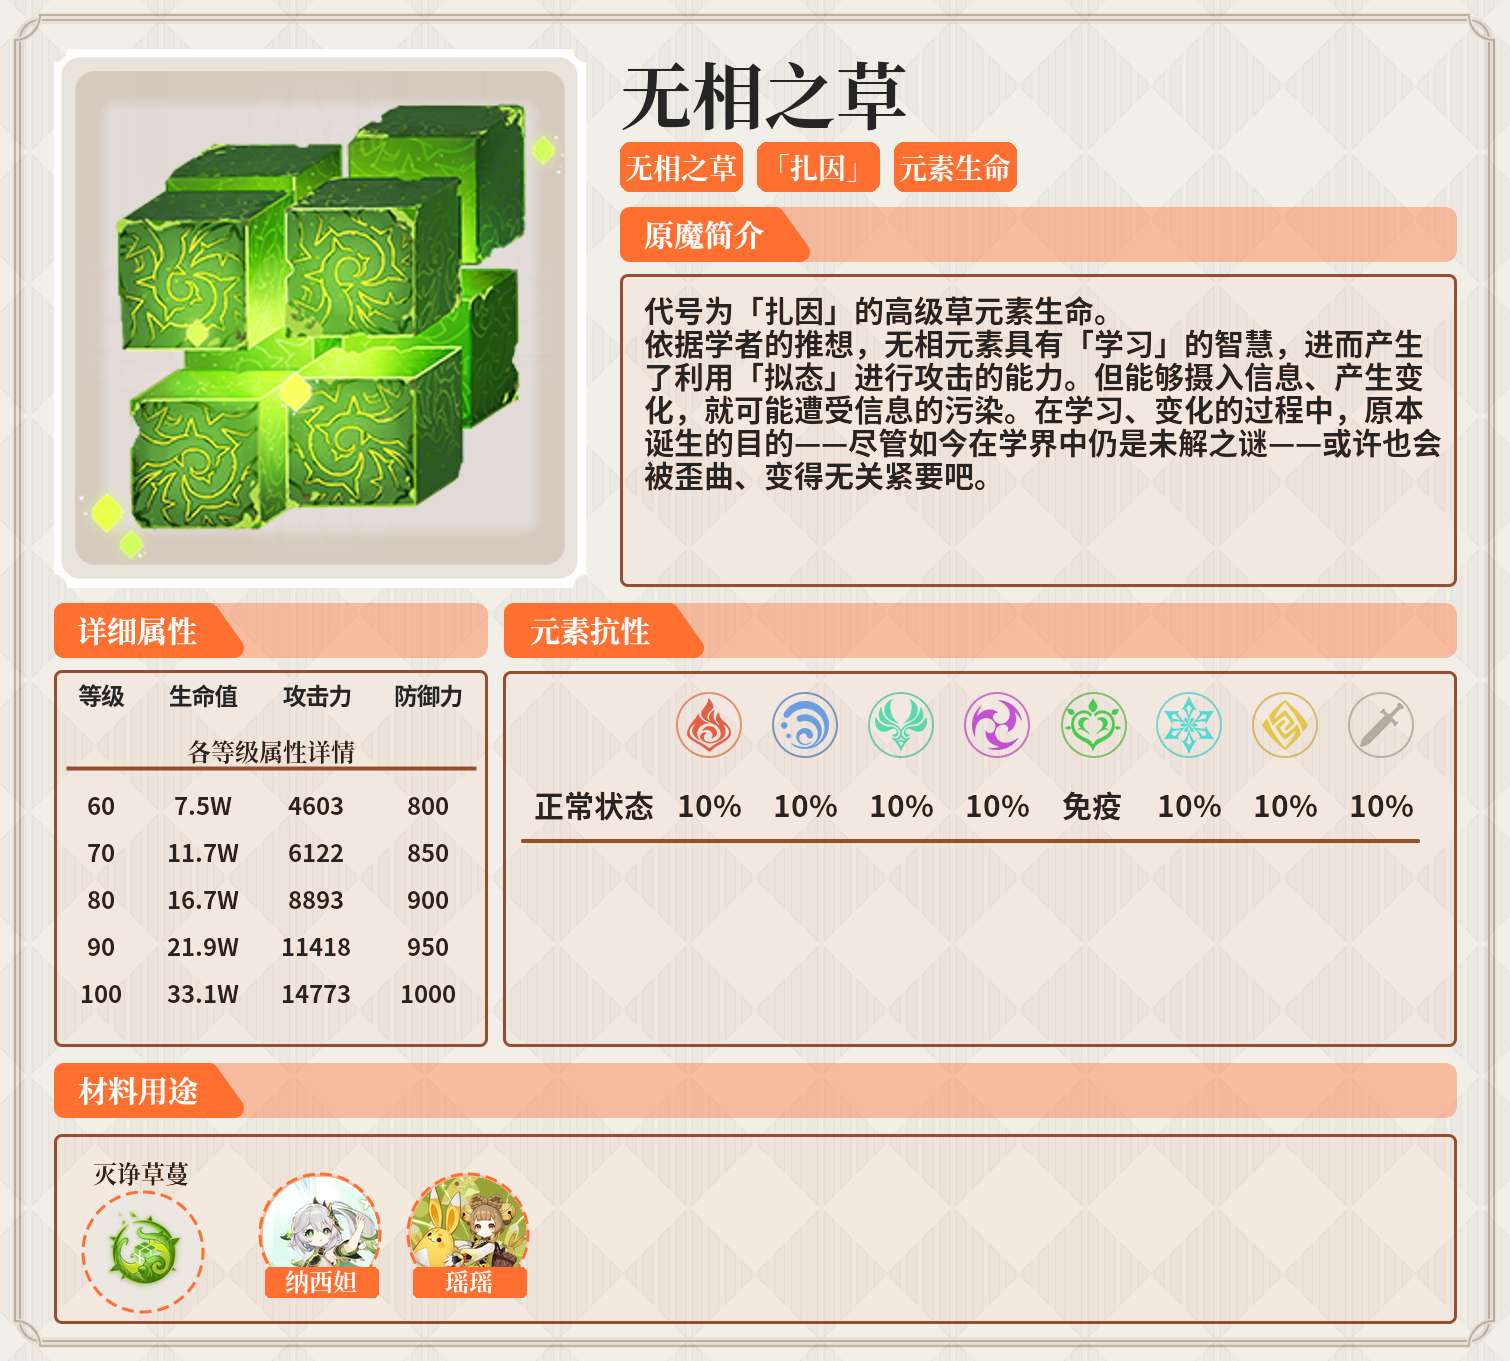 无相之草
无相之草 「扎因」 元素生命
原魔简介
代号为「扎因」的高级草元素生命。
依据学者的推想，无相元素具有「学习」的智慧，进而产生
了利用「拟态」进行攻击的能力。但能够摄入信息、产生变
化，就可能遭受信息的污染。在学习、变化的过程中，原本
诞生的目的——尽管如今在学界中仍是未解之谜——或许也会
被歪曲、变得无关紧要吧。
详细属性
等级 生命值 攻击力 防御力
各等级属性详情
60 7.5W 4603 800
70 11.7W 6122 850
80 16.7W 8893 900
90 21.9W 11418 950
100 33.1W 14773 1000
元素抗性
正常状态 10% 10% 10% 10% 免疫 10% 10% 10%
材料用途
灭诤草蔓
纳西妲 瑶瑶